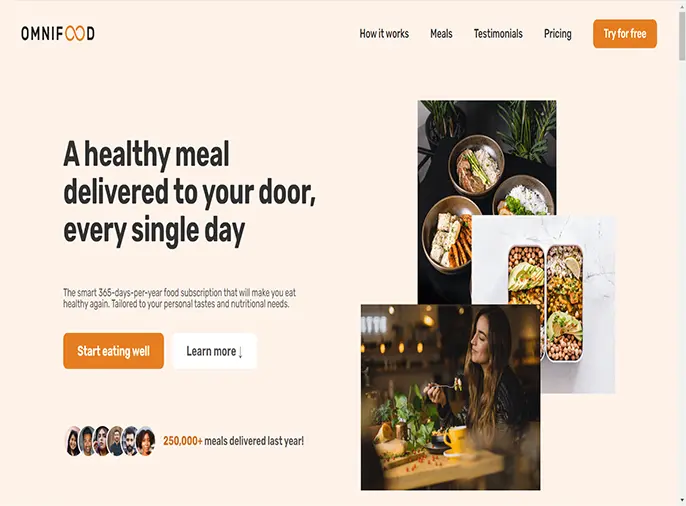 OMNIFOOD
How it works
Meals
Testimonials
Pricing
Try for free
A healthy meal
delivered to your door,
every single day
The smart 365-days-per-year food subscription that will make you eat
healthy again. Tailored to your personal tastes and nutritional needs.
Start eating well
Learn more ↓
250,000+ meals delivered last year!